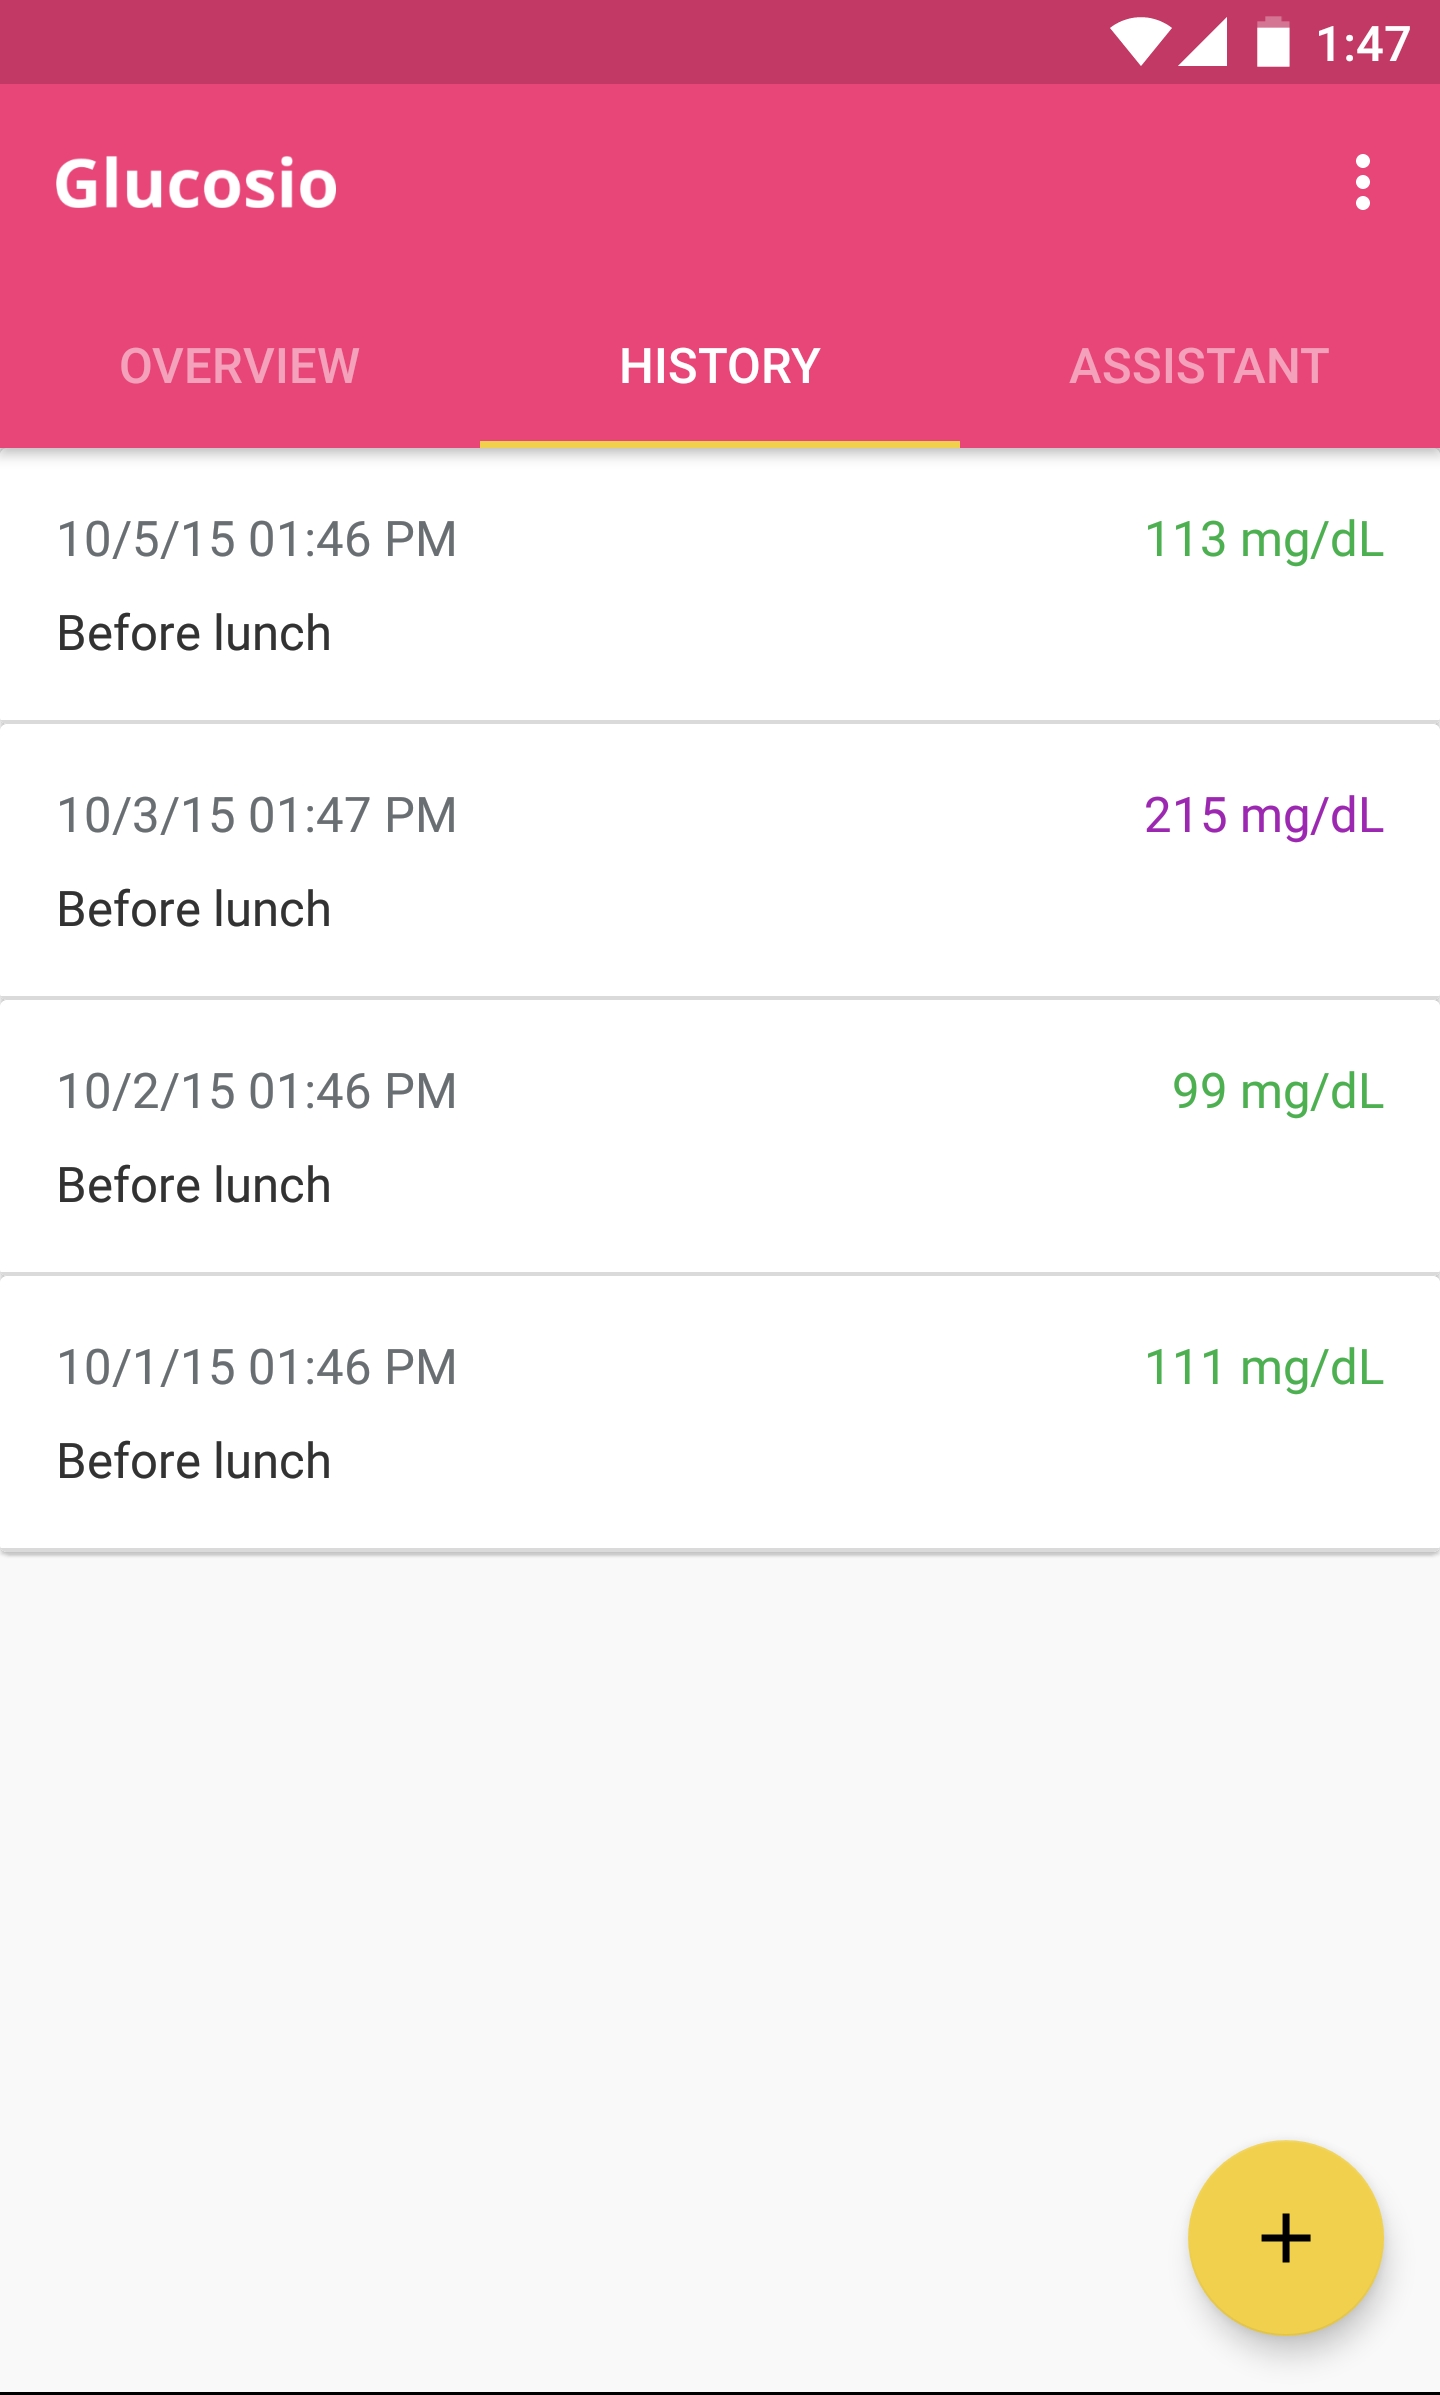 1:47
Glucosio
OVERVIEW HISTORY ASSISTANT
10/5/15 01:46 PM 113 mg/dL
Before lunch
10/3/15 01:47 PM 215 mg/dL
Before lunch
10/2/15 01:46 PM 99 mg/dL
Before lunch
10/1/15 01:46 PM 111 mg/dL
Before lunch
+